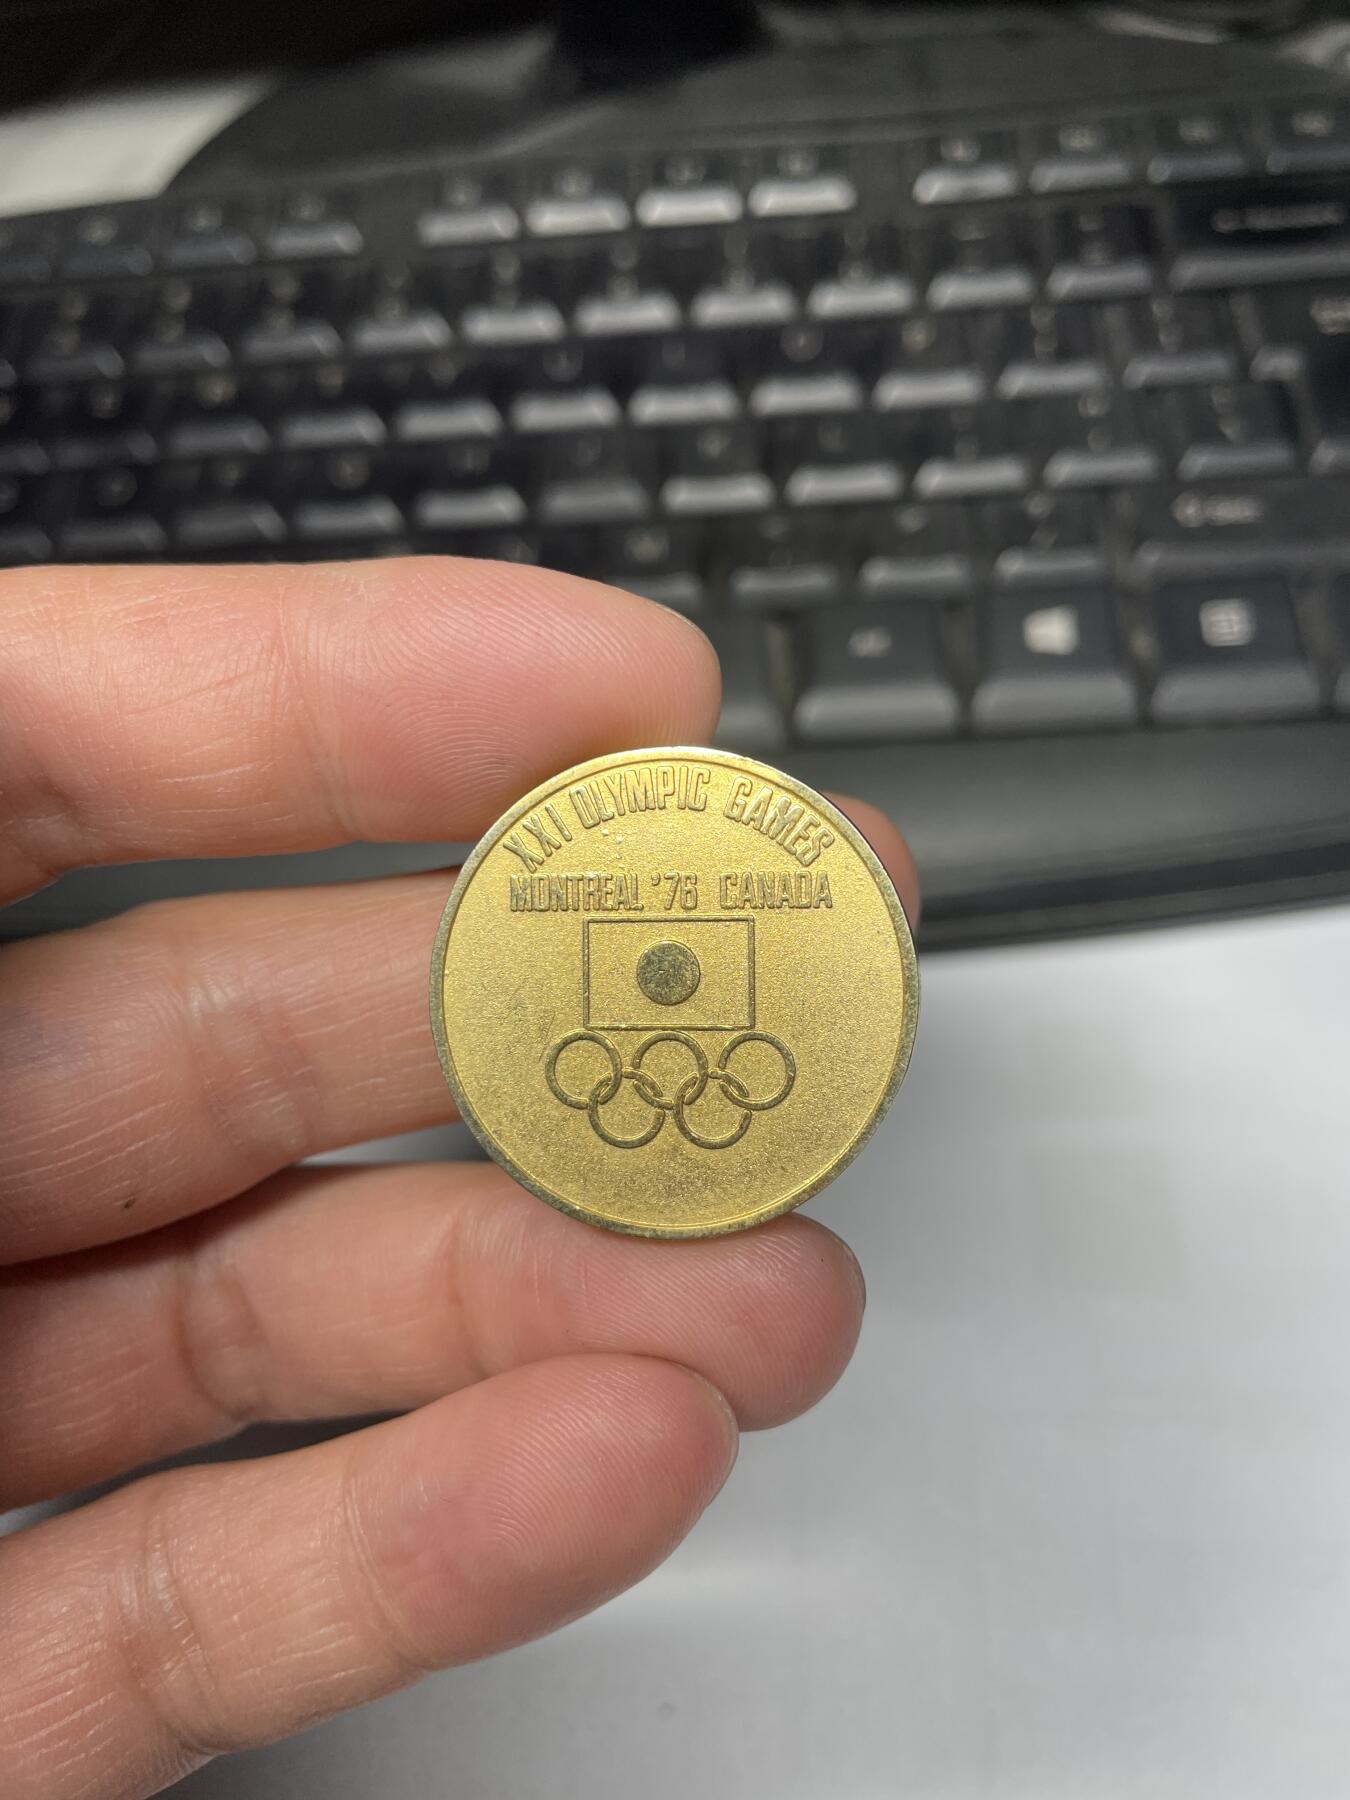 XXI OLYMPIC GAMES
MONTREAL '76 CANADA